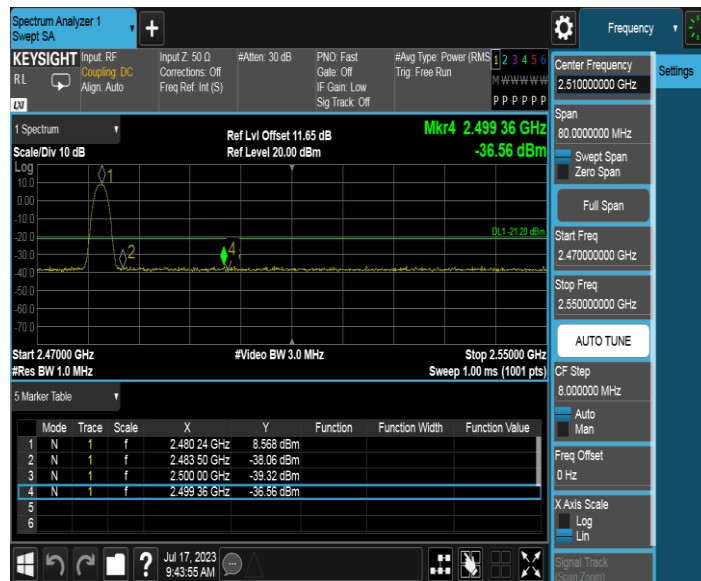 Spectrum Analyzer 1
Swept SA
+
Frequency
KEYSIGHT
RL
LXI
Input: RF
Coupling: DC
Align: Auto
Input Z: 50 Ω
Corrections: Off
Freq Ref: Int (S)
#Atten: 30 dB
PNO: Fast
Gate: Off
IF Gain: Low
Sig Track: Off
#Avg Type: Power (RMS
Trig: Free Run
1 2 3 4 5 6
M W W W W W
P P P P P P
1 Spectrum
Scale/Div 10 dB
Ref Lvl Offset 11.65 dB
Ref Level 20.00 dBm
Mkr4 2.499 36 GHz
-36.56 dBm
Log
10.0
0.00
-10.0
-20.0
-30.0
-40.0
-50.0
-60.0
-70.0
1
2
4
DL1 -21.20 dBm
Start 2.47000 GHz
#Res BW 1.0 MHz
#Video BW 3.0 MHz
Stop 2.55000 GHz
Sweep 1.00 ms (1001 pts)
5 Marker Table
Mode Trace Scale X Y Function Function Width Function Value
1 N 1 f 2.480 24 GHz 8.568 dBm
2 N 1 f 2.483 50 GHz -38.06 dBm
3 N 1 f 2.500 00 GHz -39.32 dBm
4 N 1 f 2.499 36 GHz -36.56 dBm
5
6
?
Jul 17, 2023
9:43:55 AM
Center Frequency
2.510000000 GHz
Settings
Span
80.0000000 MHz
Swept Span
Zero Span
Full Span
Start Freq
2.470000000 GHz
Stop Freq
2.550000000 GHz
AUTO TUNE
CF Step
8.000000 MHz
Auto
Man
Freq Offset
0 Hz
X Axis Scale
Log
Lin
Signal Track
(Span Zoom)